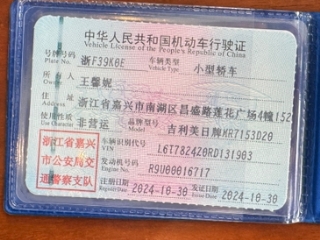 中华人民共和国机动车行驶证
Vehicle License of the People's Republic of China
号牌号码 Plate No. 浙F39K0E 车辆类型 Vehicle Type 小型轿车
所有人 Owner 王馨妮
住址 Address 浙江省嘉兴市南湖区昌盛路莲花广场4幢152
使用性质 Use Character 非营运 品牌型号 Model 吉利美日牌MR7153D20
浙江省嘉兴市公安局交通警察支队
车辆识别代号 VIN L6T78242ORD131903
发动机号码 Engine No. R9U00016717
注册日期 Register Date 2024-10-30 发证日期 Issue Date 2024-10-30